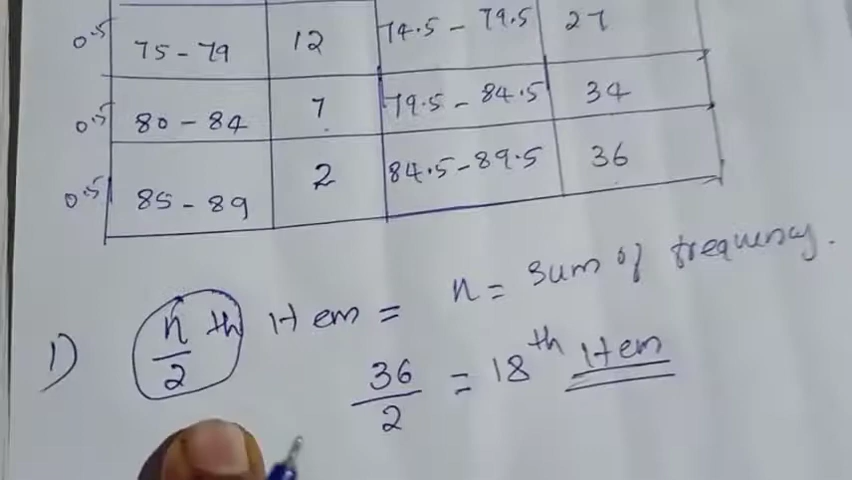 0.5 75 - 79 12 74.5 - 79.5 27
0.5 80 - 84 7 79.5 - 84.5 34
0.5 85 - 89 2 84.5 - 89.5 36
1) n/2 th Item = n = Sum of frequency.
36/2 = 18th Item